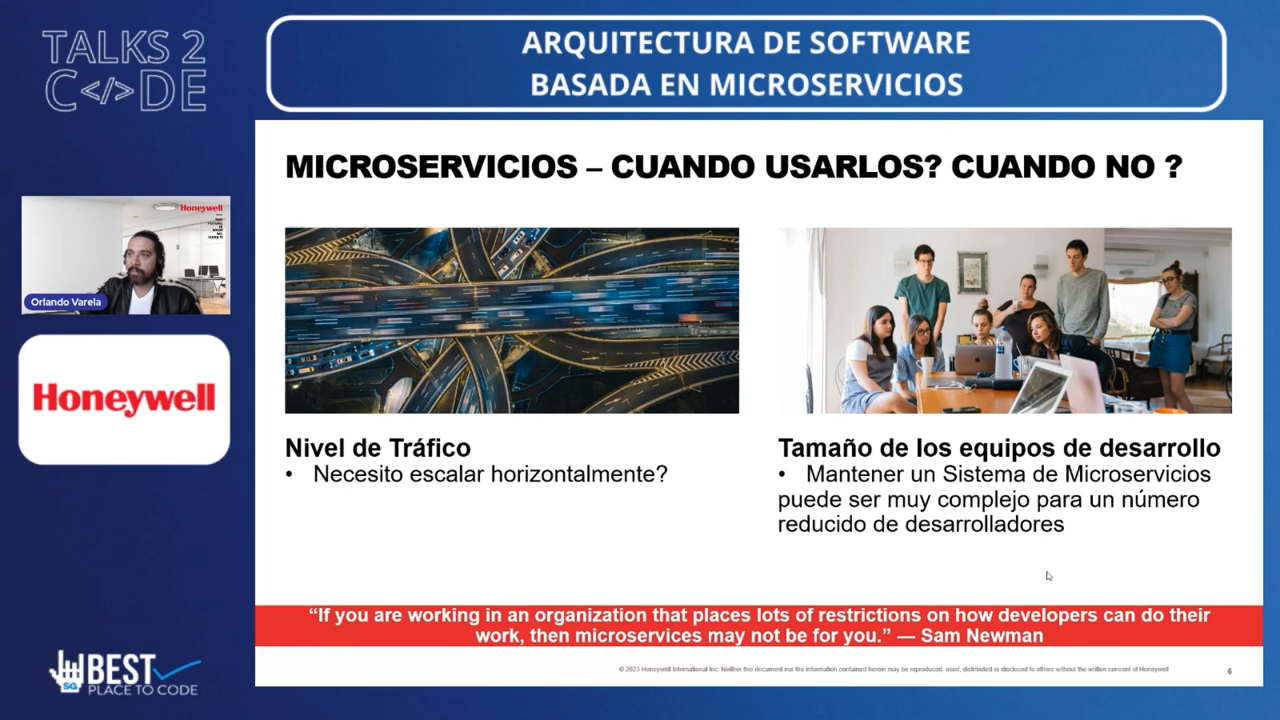 TALKS 2
C</>DE
ARQUITECTURA DE SOFTWARE
BASADA EN MICROSERVICIOS
MICROSERVICIOS – CUANDO USARLOS? CUANDO NO ?
Honeywell
Orlando Varela
Honeywell
Nivel de Tráfico
• Necesito escalar horizontalmente?
Tamaño de los equipos de desarrollo
• Mantener un Sistema de Microservicios
puede ser muy complejo para un número
reducido de desarrolladores
“If you are working in an organization that places lots of restrictions on how developers can do their
work, then microservices may not be for you.” — Sam Newman
© 2023 Honeywell International Inc. Neither this document nor the information contained herein may be reproduced, used, distributed or disclosed to others without the written consent of Honeywell
6
SG
BEST
PLACE TO CODE